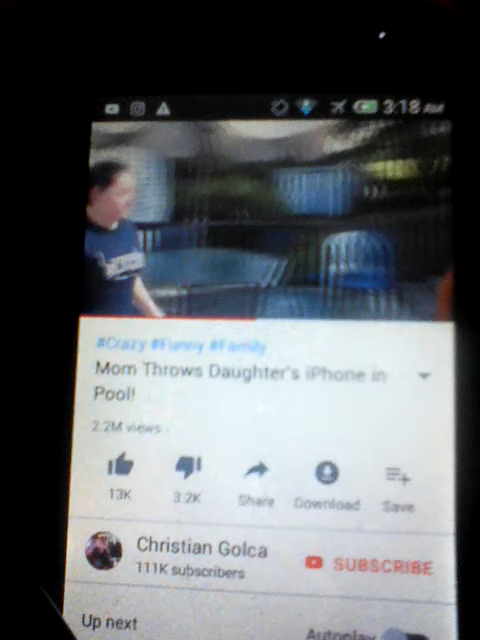 3:18 AM
#Crazy #Funny #Family
Mom Throws Daughter's iPhone in
Pool!
2.2M views
13K
3.2K
Share
Download
Save
Christian Golca
111K subscribers
SUBSCRIBE
Up next
Autoplay